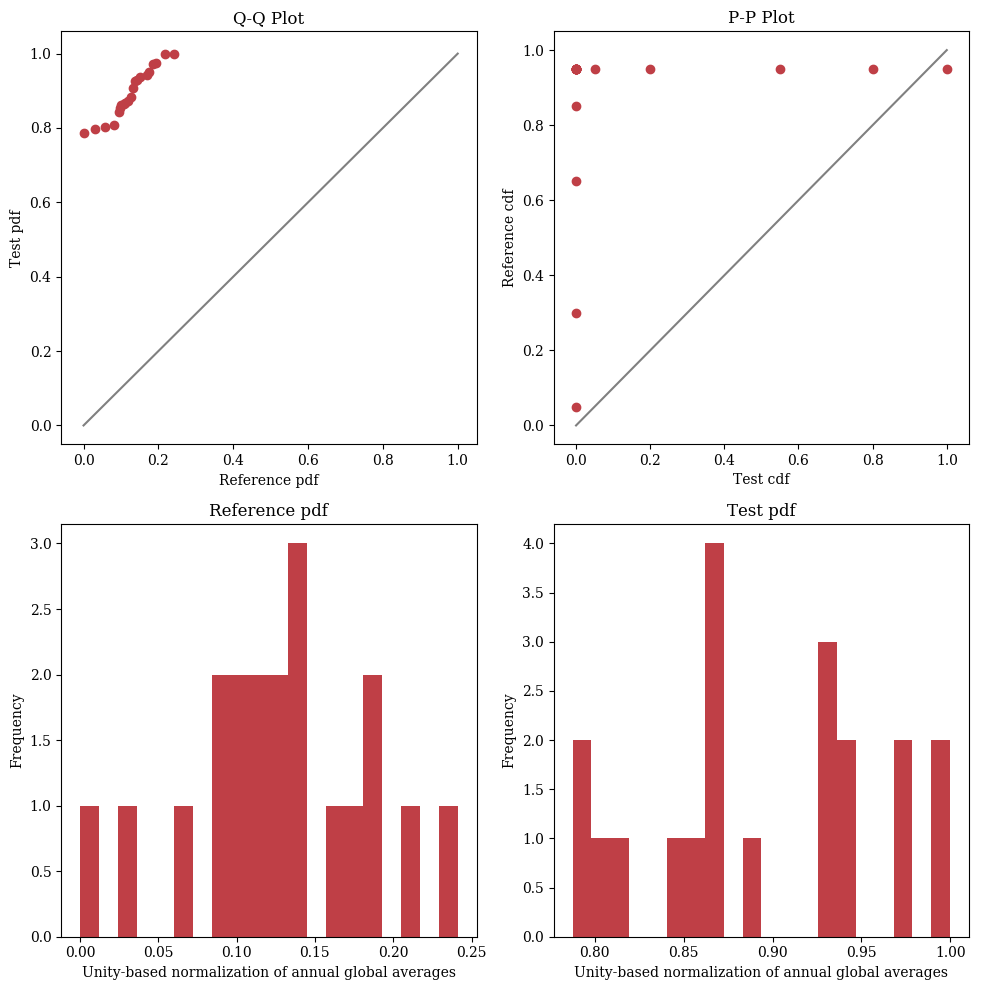 Q-Q Plot
P-P Plot
1.0
0.8
0.6
0.4
0.2
0.0
Test pdf
0.0 0.2 0.4 0.6 0.8 1.0
Reference pdf
1.0
0.8
0.6
0.4
0.2
0.0
Reference cdf
0.0 0.2 0.4 0.6 0.8 1.0
Test cdf
Reference pdf
3.0
2.5
2.0
1.5
1.0
0.5
0.0
Frequency
0.00 0.05 0.10 0.15 0.20 0.25
Unity-based normalization of annual global averages
Test pdf
4.0
3.5
3.0
2.5
2.0
1.5
1.0
0.5
0.0
Frequency
0.80 0.85 0.90 0.95 1.00
Unity-based normalization of annual global averages